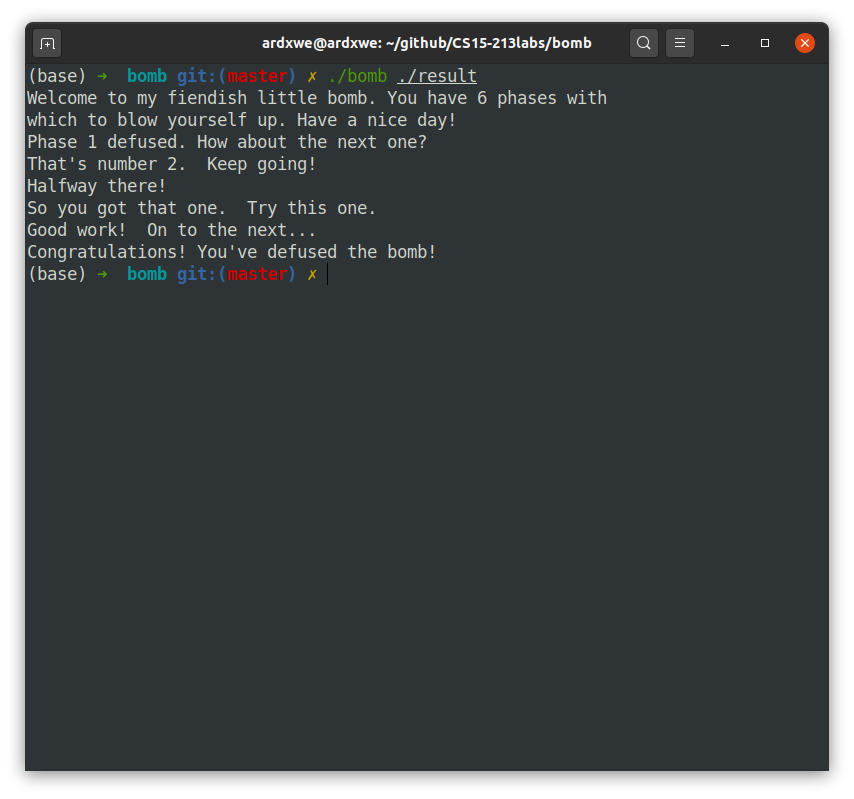 ardxwe@ardxwe: ~/github/CS15-213labs/bomb
(base) ➜  bomb git:(master) ✗ ./bomb ./result
Welcome to my fiendish little bomb. You have 6 phases with
which to blow yourself up. Have a nice day!
Phase 1 defused. How about the next one?
That's number 2.  Keep going!
Halfway there!
So you got that one.  Try this one.
Good work!  On to the next...
Congratulations! You've defused the bomb!
(base) ➜  bomb git:(master) ✗